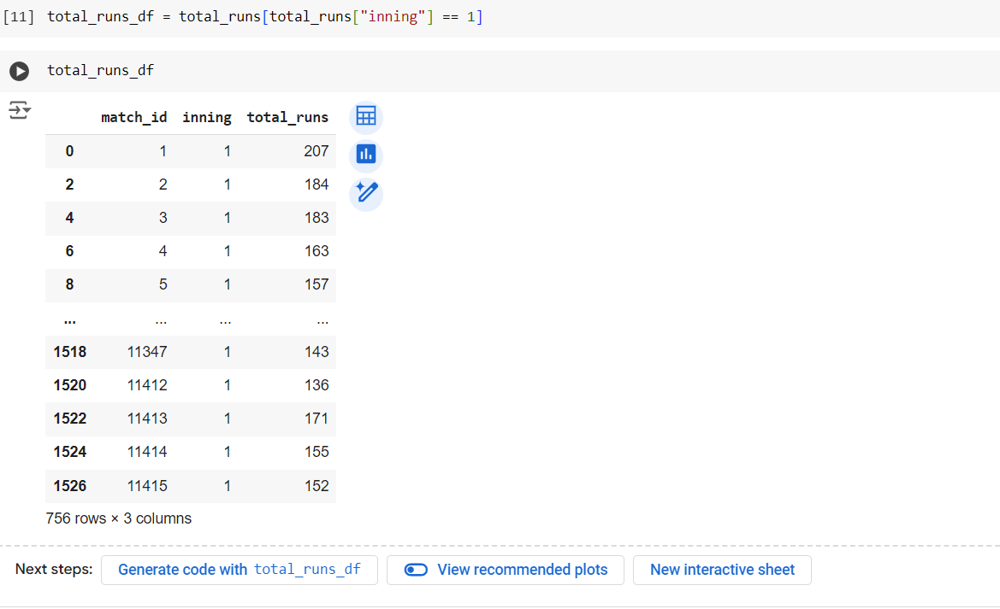 [11] total_runs_df = total_runs[total_runs["inning"] == 1]
total_runs_df
match_id inning total_runs
0 1 1 207
2 2 1 184
4 3 1 183
6 4 1 163
8 5 1 157
... ... ... ...
1518 11347 1 143
1520 11412 1 136
1522 11413 1 171
1524 11414 1 155
1526 11415 1 152
756 rows × 3 columns
Next steps: Generate code with total_runs_df View recommended plots New interactive sheet